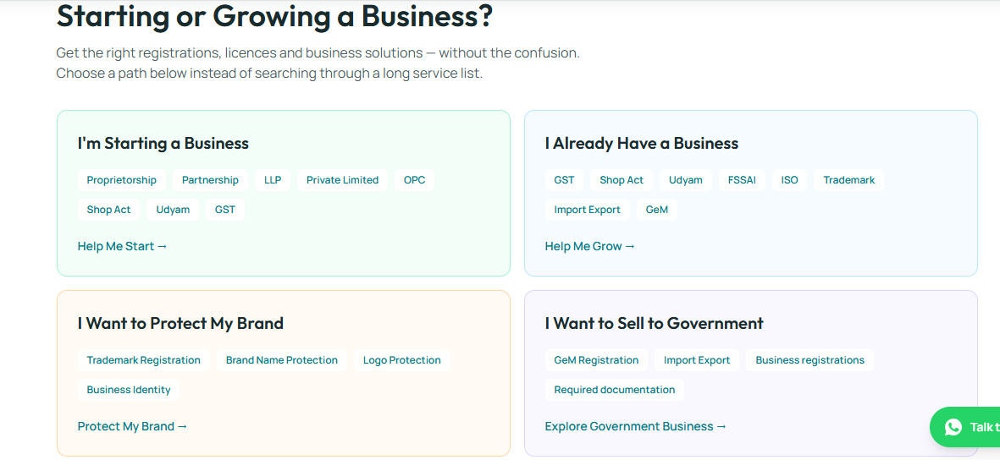 Starting or Growing a Business?
Get the right registrations, licences and business solutions — without the confusion.
Choose a path below instead of searching through a long service list.
I'm Starting a Business
Proprietorship Partnership LLP Private Limited OPC
Shop Act Udyam GST
Help Me Start →
I Already Have a Business
GST Shop Act Udyam FSSAI ISO Trademark
Import Export GeM
Help Me Grow →
I Want to Protect My Brand
Trademark Registration Brand Name Protection Logo Protection
Business Identity
Protect My Brand →
I Want to Sell to Government
GeM Registration Import Export Business registrations
Required documentation
Explore Government Business →
Talk